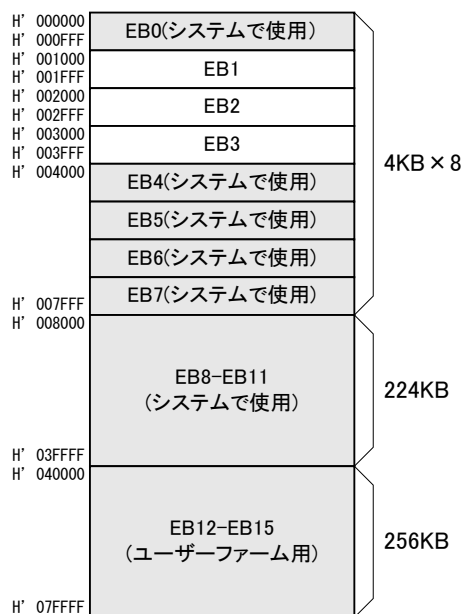 H' 000000
EB0(システムで使用)
H' 000FFF
H' 001000
EB1
H' 001FFF
H' 002000
EB2
H' 002FFF
H' 003000
EB3
H' 003FFF
H' 004000
EB4(システムで使用)
4KB×8
EB5(システムで使用)
EB6(システムで使用)
EB7(システムで使用)
H' 007FFF
H' 008000
EB8-EB11
(システムで使用)
224KB
H' 03FFFF
H' 040000
EB12-EB15
(ユーザーファーム用)
256KB
H' 07FFFF